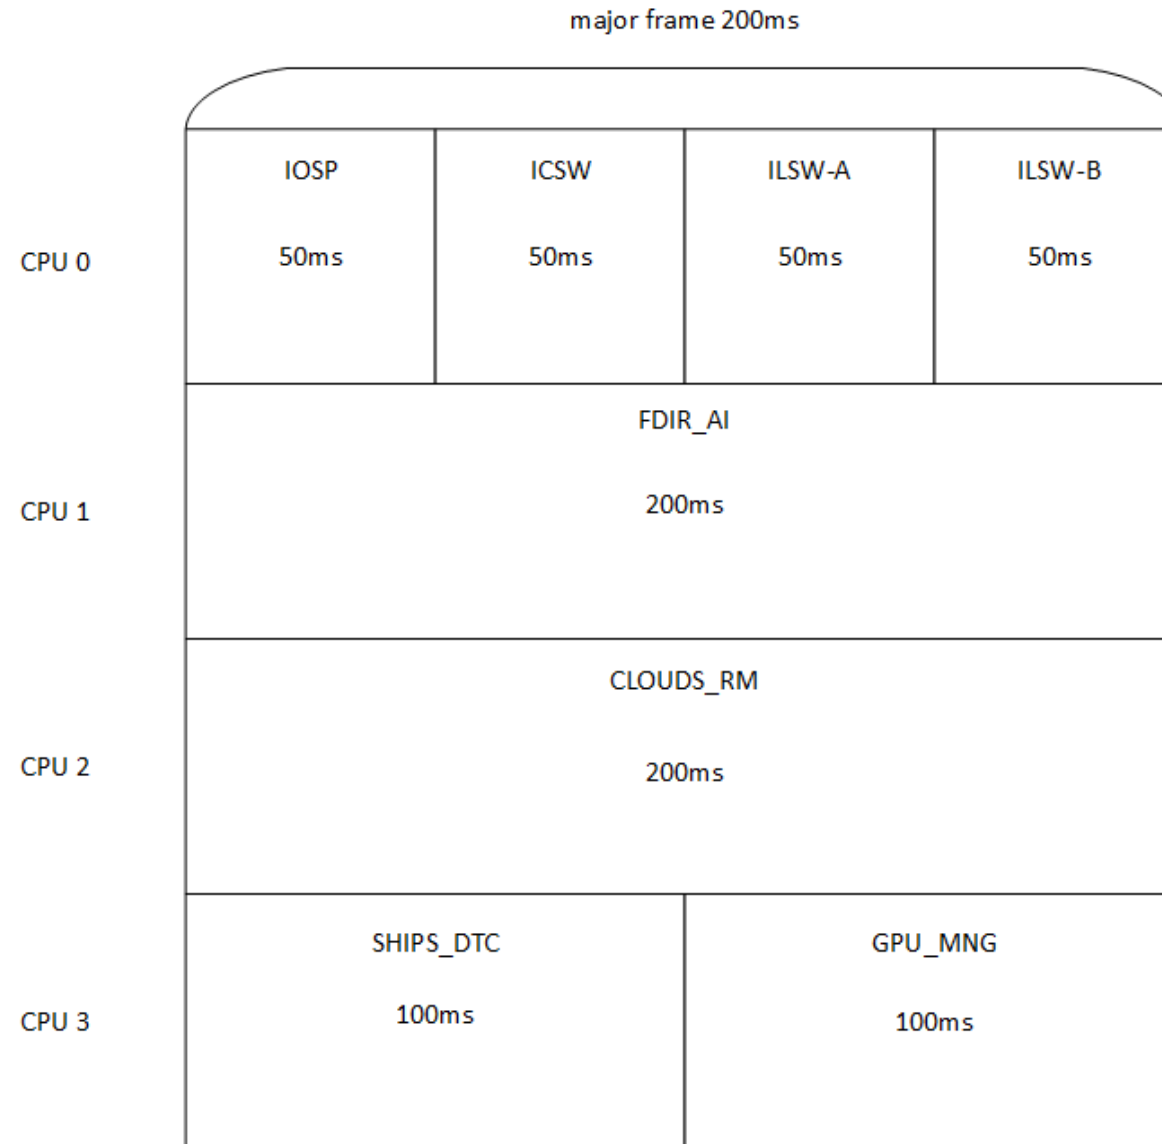 major frame 200ms
IOSP
ICSW
ILSW-A
ILSW-B
CPU 0
50ms
50ms
50ms
50ms
FDIR_AI
CPU 1
200ms
CLOUDS_RM
CPU 2
200ms
SHIPS_DTC
GPU_MNG
CPU 3
100ms
100ms